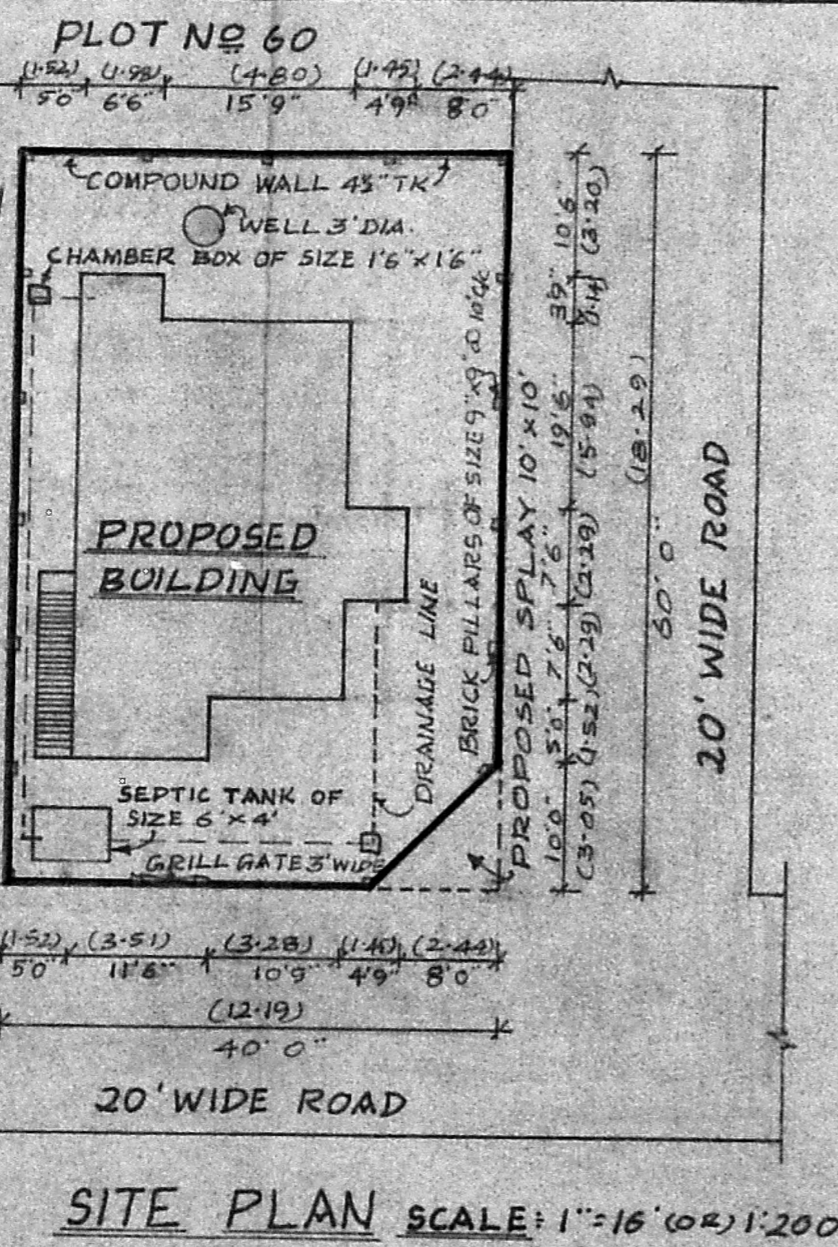 PLOT Nº 60
(1·52) (1·98) (4·80) (1·45) (2·44)
5'0" 6'6" 15'9" 4'9" 8'0"
COMPOUND WALL 4½" TK
WELL 3' DIA.
CHAMBER BOX OF SIZE 1'6" X 1'6"
PROPOSED
BUILDING
DRAINAGE LINE
BRICK PILLARS OF SIZE 9" X 9" @ 10'
PROPOSED SPLAY 10' X 10'
10'0" 5'0" 7'6" 7'6" 19'6" 3'9" 10'6"
(3·05) (1·52) (2·29) (2·29) (5·94) (1·14) (3·20)
(18·29)
60' 0"
20' WIDE ROAD
SEPTIC TANK OF
SIZE 6' X 4'
GRILL GATE 3' WIDE
(1·52) (3·51) (3·28) (1·45) (2·44)
5'0" 11'6" 10'9" 4'9" 8'0"
(12·19)
40' 0"
20' WIDE ROAD
SITE PLAN SCALE: 1"=16' (OR) 1:200